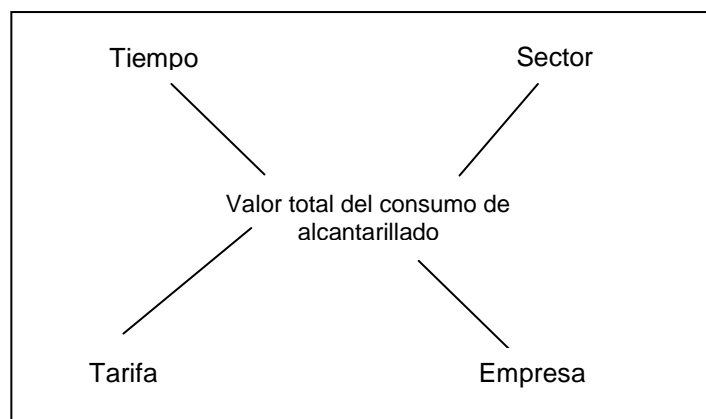 Tiempo
Sector
Valor total del consumo de
alcantarillado
Tarifa
Empresa